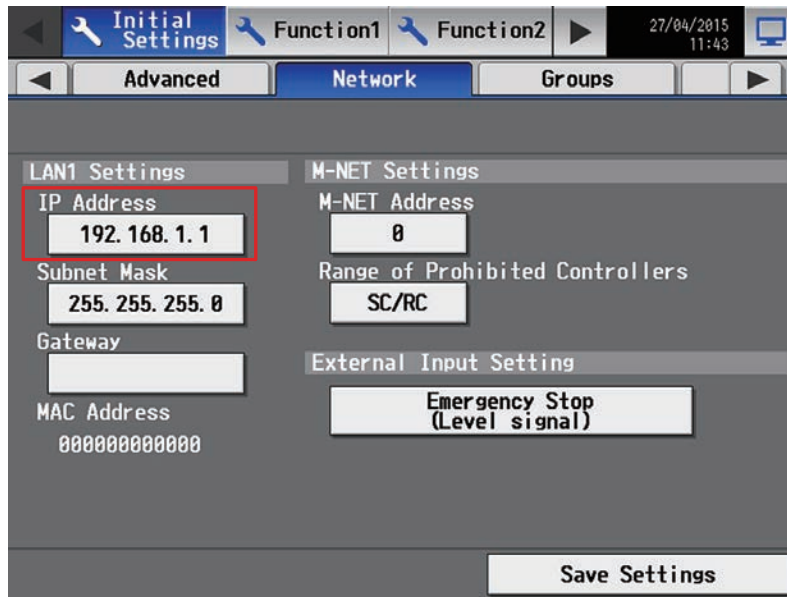 Initial Settings
Function1
Function2
27/04/2015
11:43
Advanced
Network
Groups
LAN1 Settings
IP Address
192.168.1.1
Subnet Mask
255.255.255.0
Gateway
MAC Address
000000000000
M-NET Settings
M-NET Address
0
Range of Prohibited Controllers
SC/RC
External Input Setting
Emergency Stop
(Level signal)
Save Settings